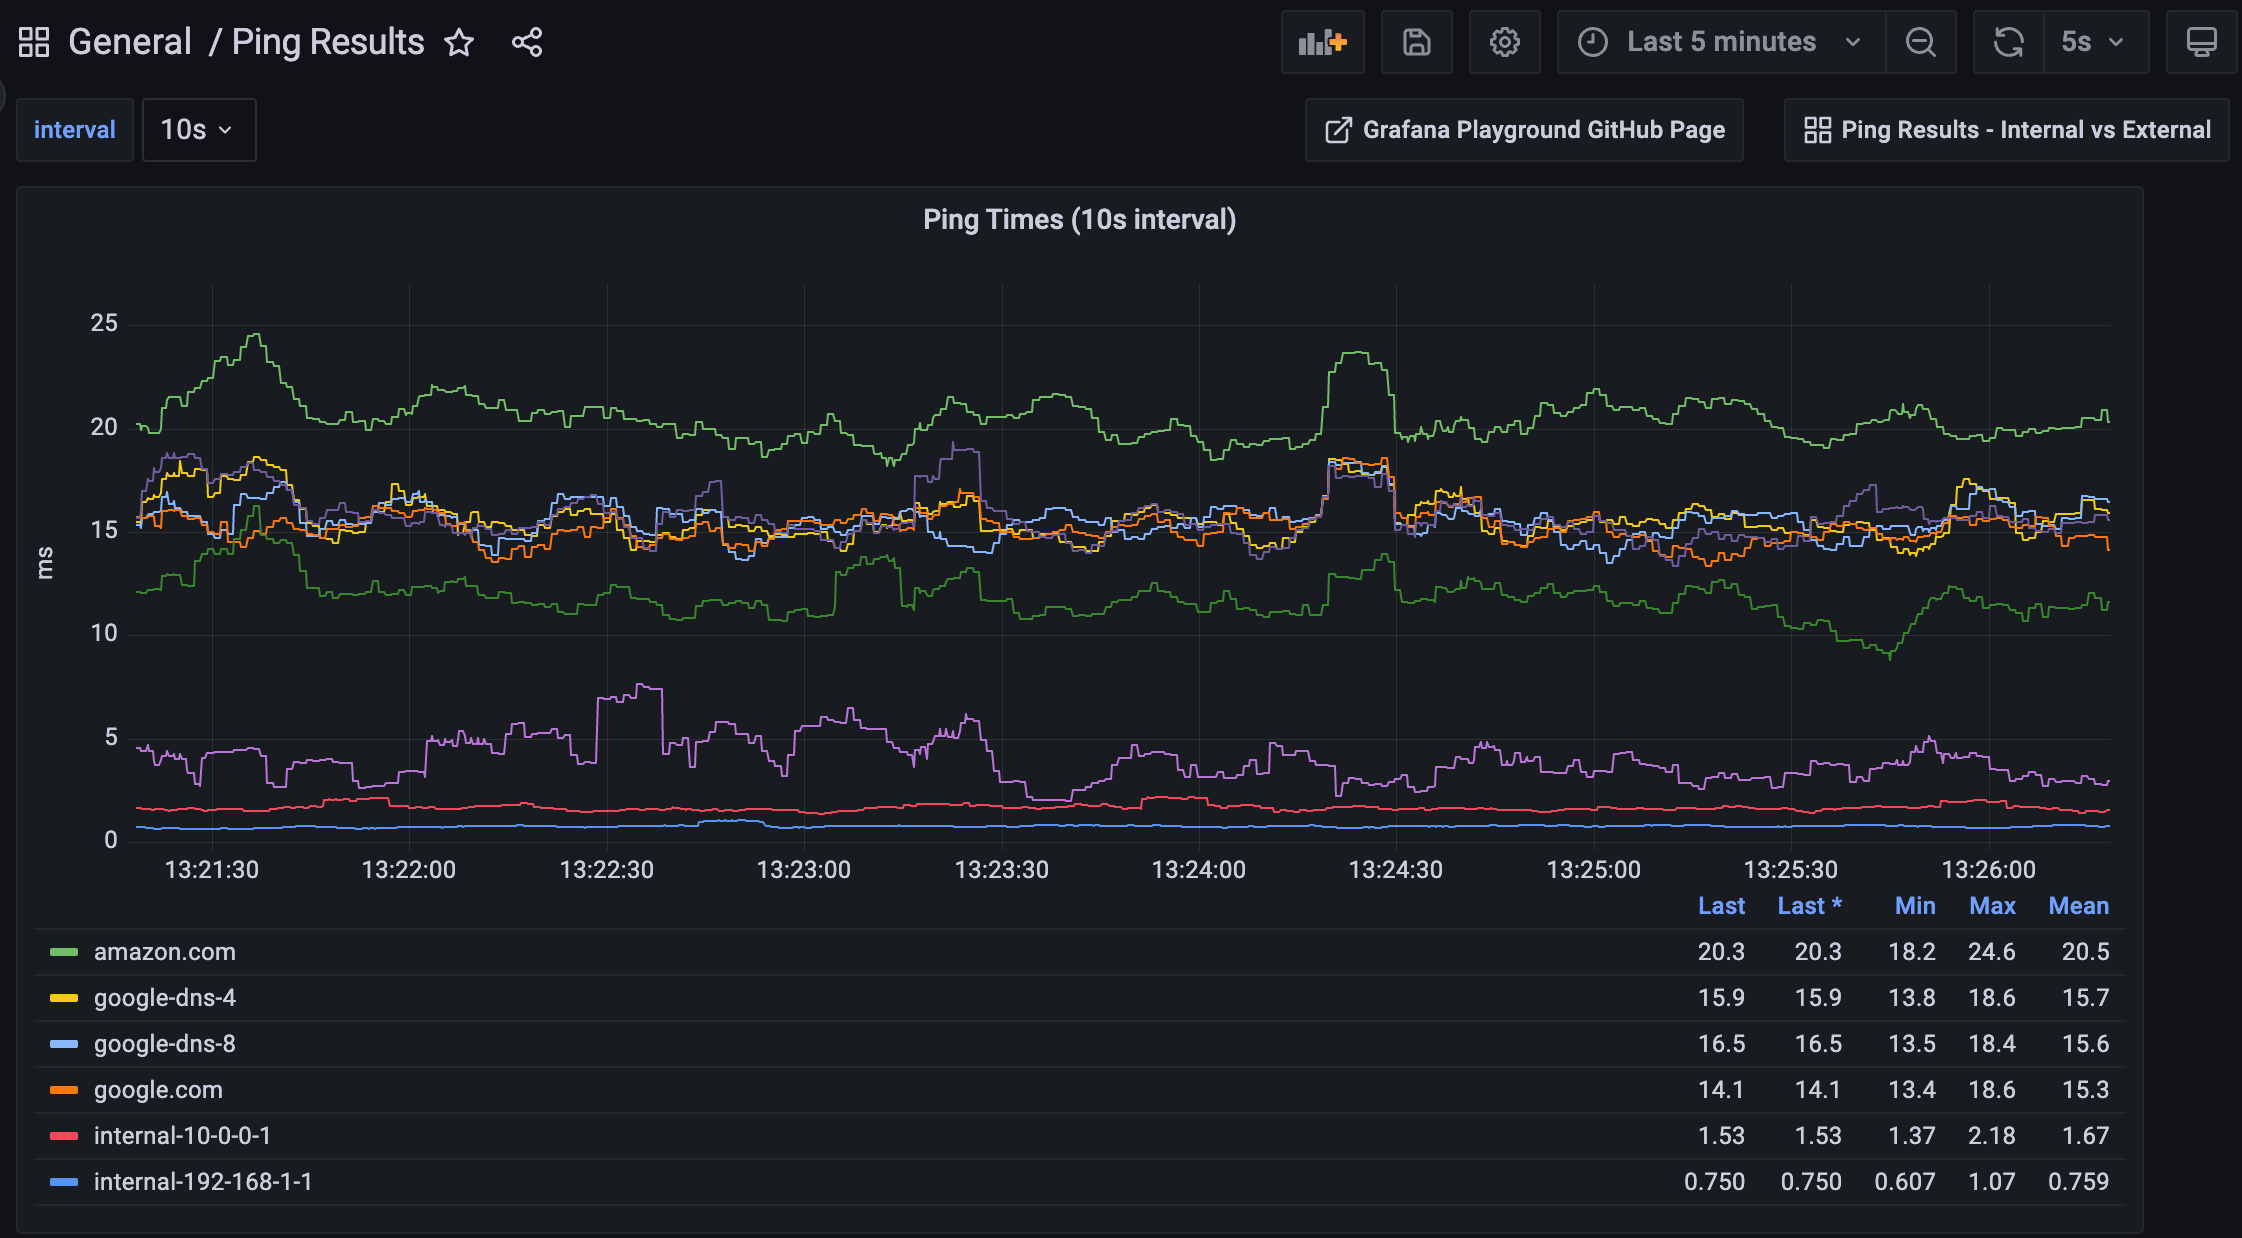 General / Ping Results
Last 5 minutes
5s
interval
10s
Grafana Playground GitHub Page
Ping Results - Internal vs External
Ping Times (10s interval)
25
20
15
10
5
0
ms
13:21:30 13:22:00 13:22:30 13:23:00 13:23:30 13:24:00 13:24:30 13:25:00 13:25:30 13:26:00
Last Last * Min Max Mean
amazon.com 20.3 20.3 18.2 24.6 20.5
google-dns-4 15.9 15.9 13.8 18.6 15.7
google-dns-8 16.5 16.5 13.5 18.4 15.6
google.com 14.1 14.1 13.4 18.6 15.3
internal-10-0-0-1 1.53 1.53 1.37 2.18 1.67
internal-192-168-1-1 0.750 0.750 0.607 1.07 0.759